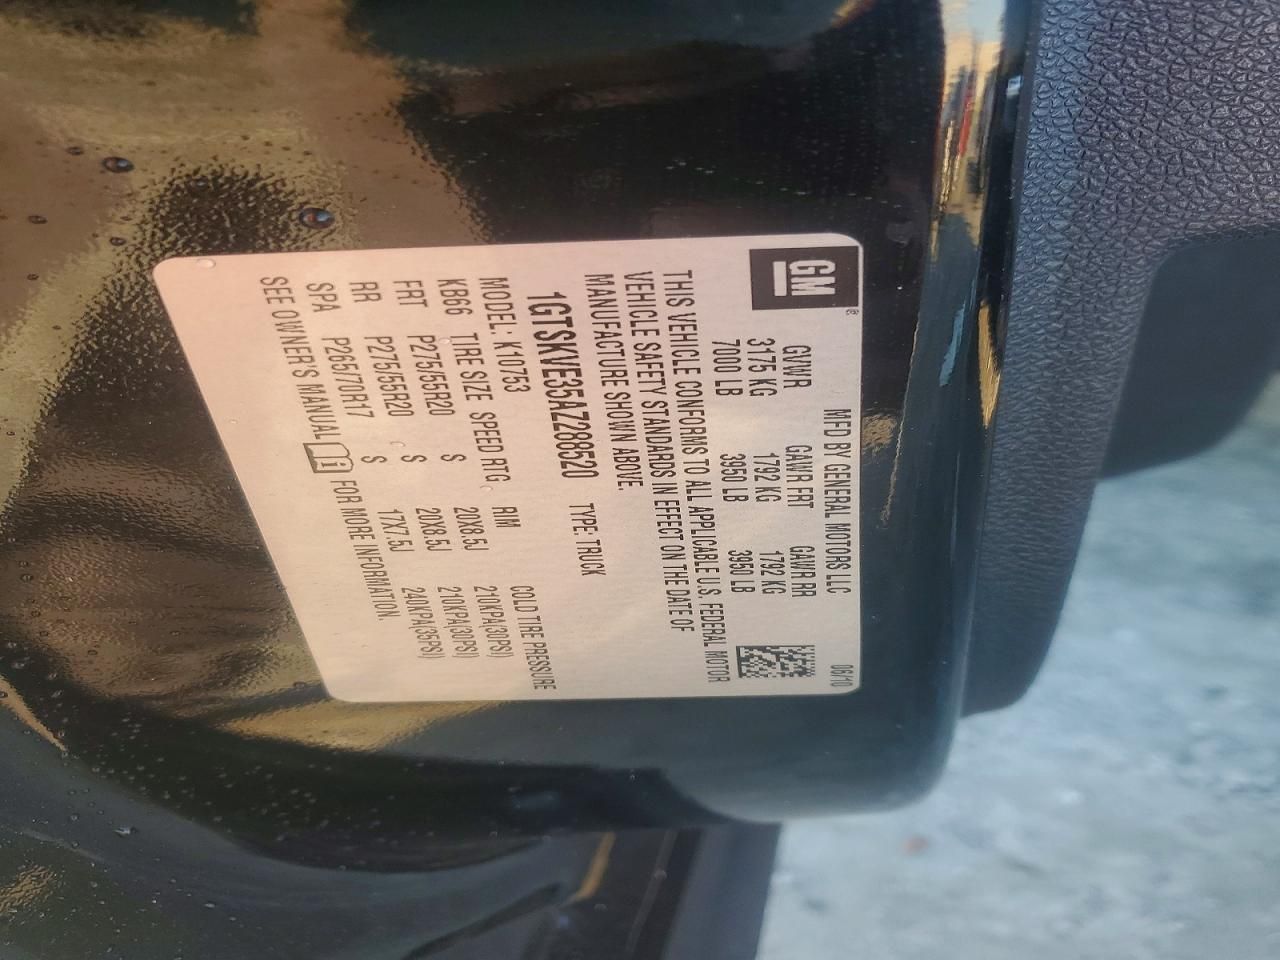 GM®
MFD BY GENERAL MOTORS LLC 06/10
GVWR GAWR FRT GAWR RR
3175 KG 1792 KG 1792 KG
7000 LB 3950 LB 3950 LB
THIS VEHICLE CONFORMS TO ALL APPLICABLE U.S. FEDERAL MOTOR
VEHICLE SAFETY STANDARDS IN EFFECT ON THE DATE OF
MANUFACTURE SHOWN ABOVE.
1GTSKVE35AZ288520 TYPE: TRUCK
MODEL: K10753
KB66 TIRE SIZE SPEED RTG RIM COLD TIRE PRESSURE
FRT P275/55R20 S 20X8.5J 210KPA(30PSI)
RR P275/55R20 S 20X8.5J 210KPA(30PSI)
SPA P265/70R17 S 17X7.5J 240KPA(35PSI)
SEE OWNER'S MANUAL FOR MORE INFORMATION.